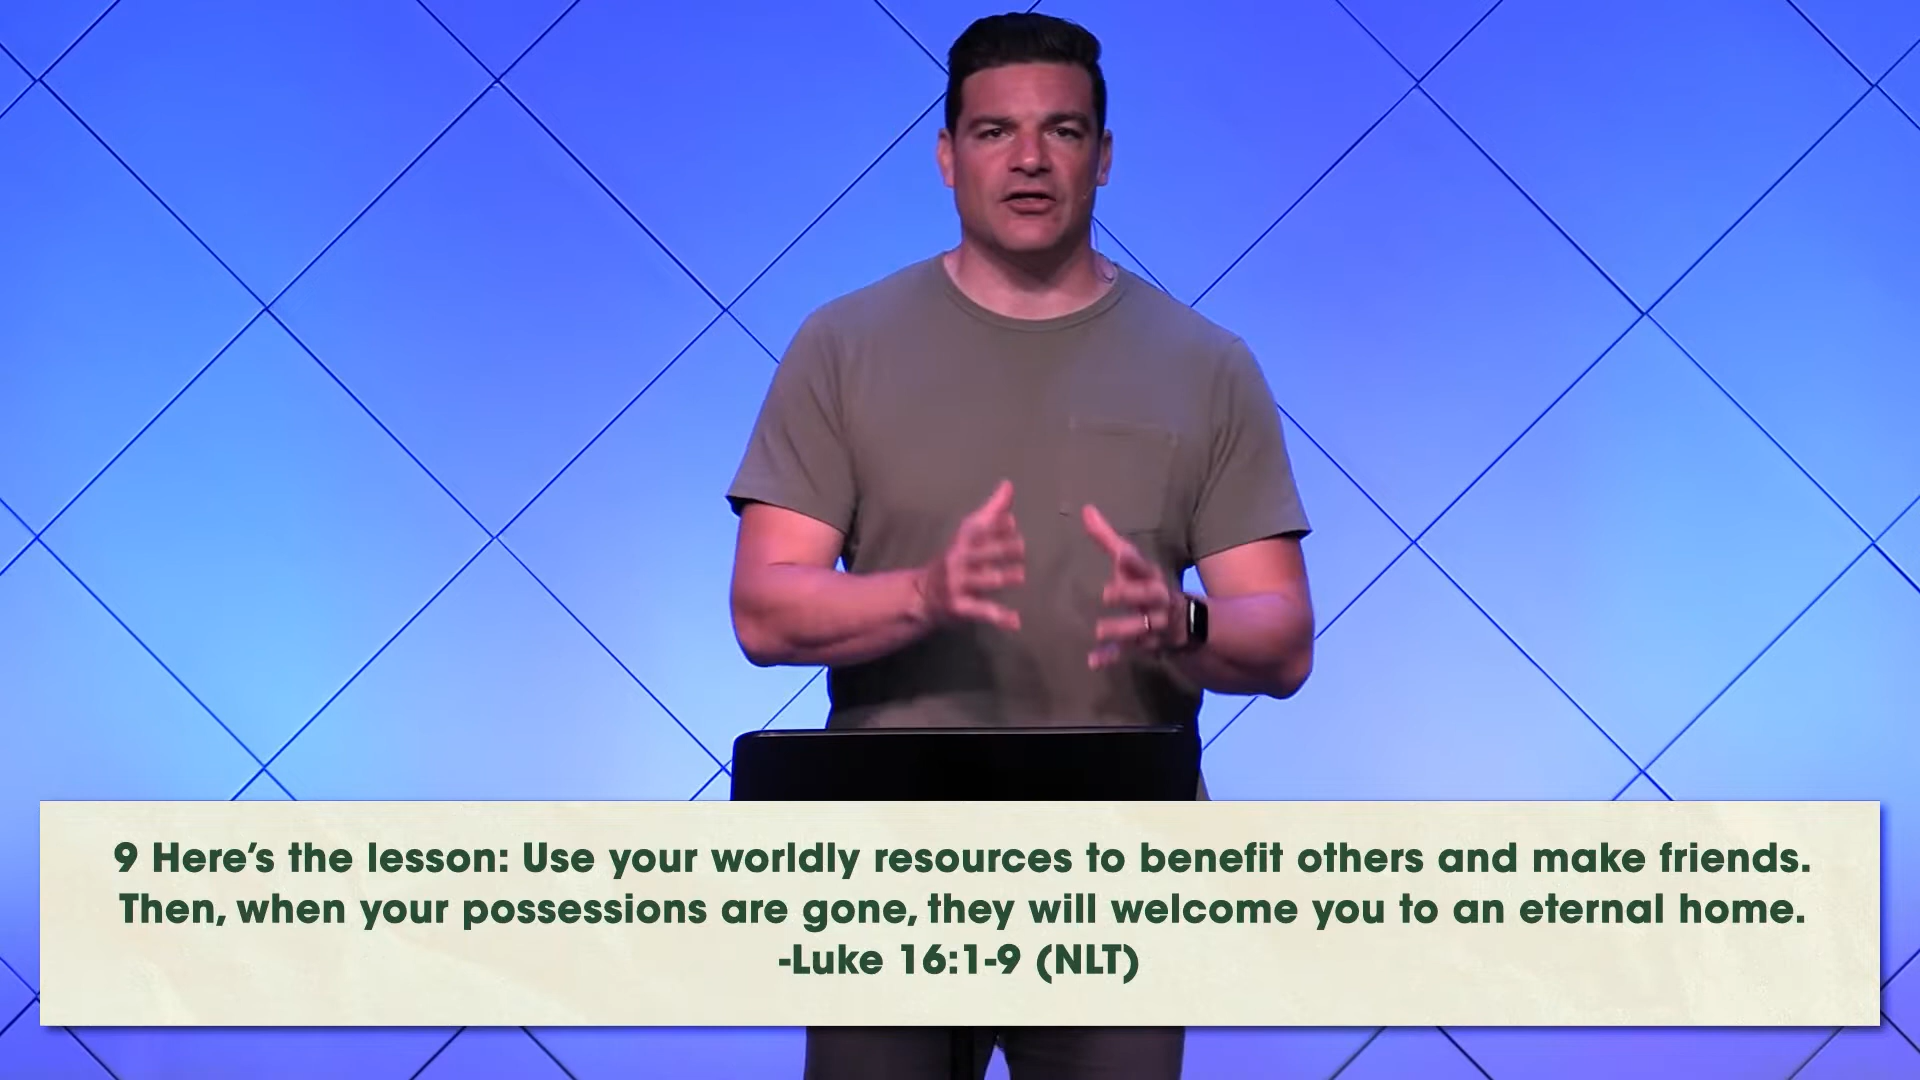 9 Here's the lesson: Use your worldly resources to benefit others and make friends.
Then, when your possessions are gone, they will welcome you to an eternal home.
-Luke 16:1-9 (NLT)